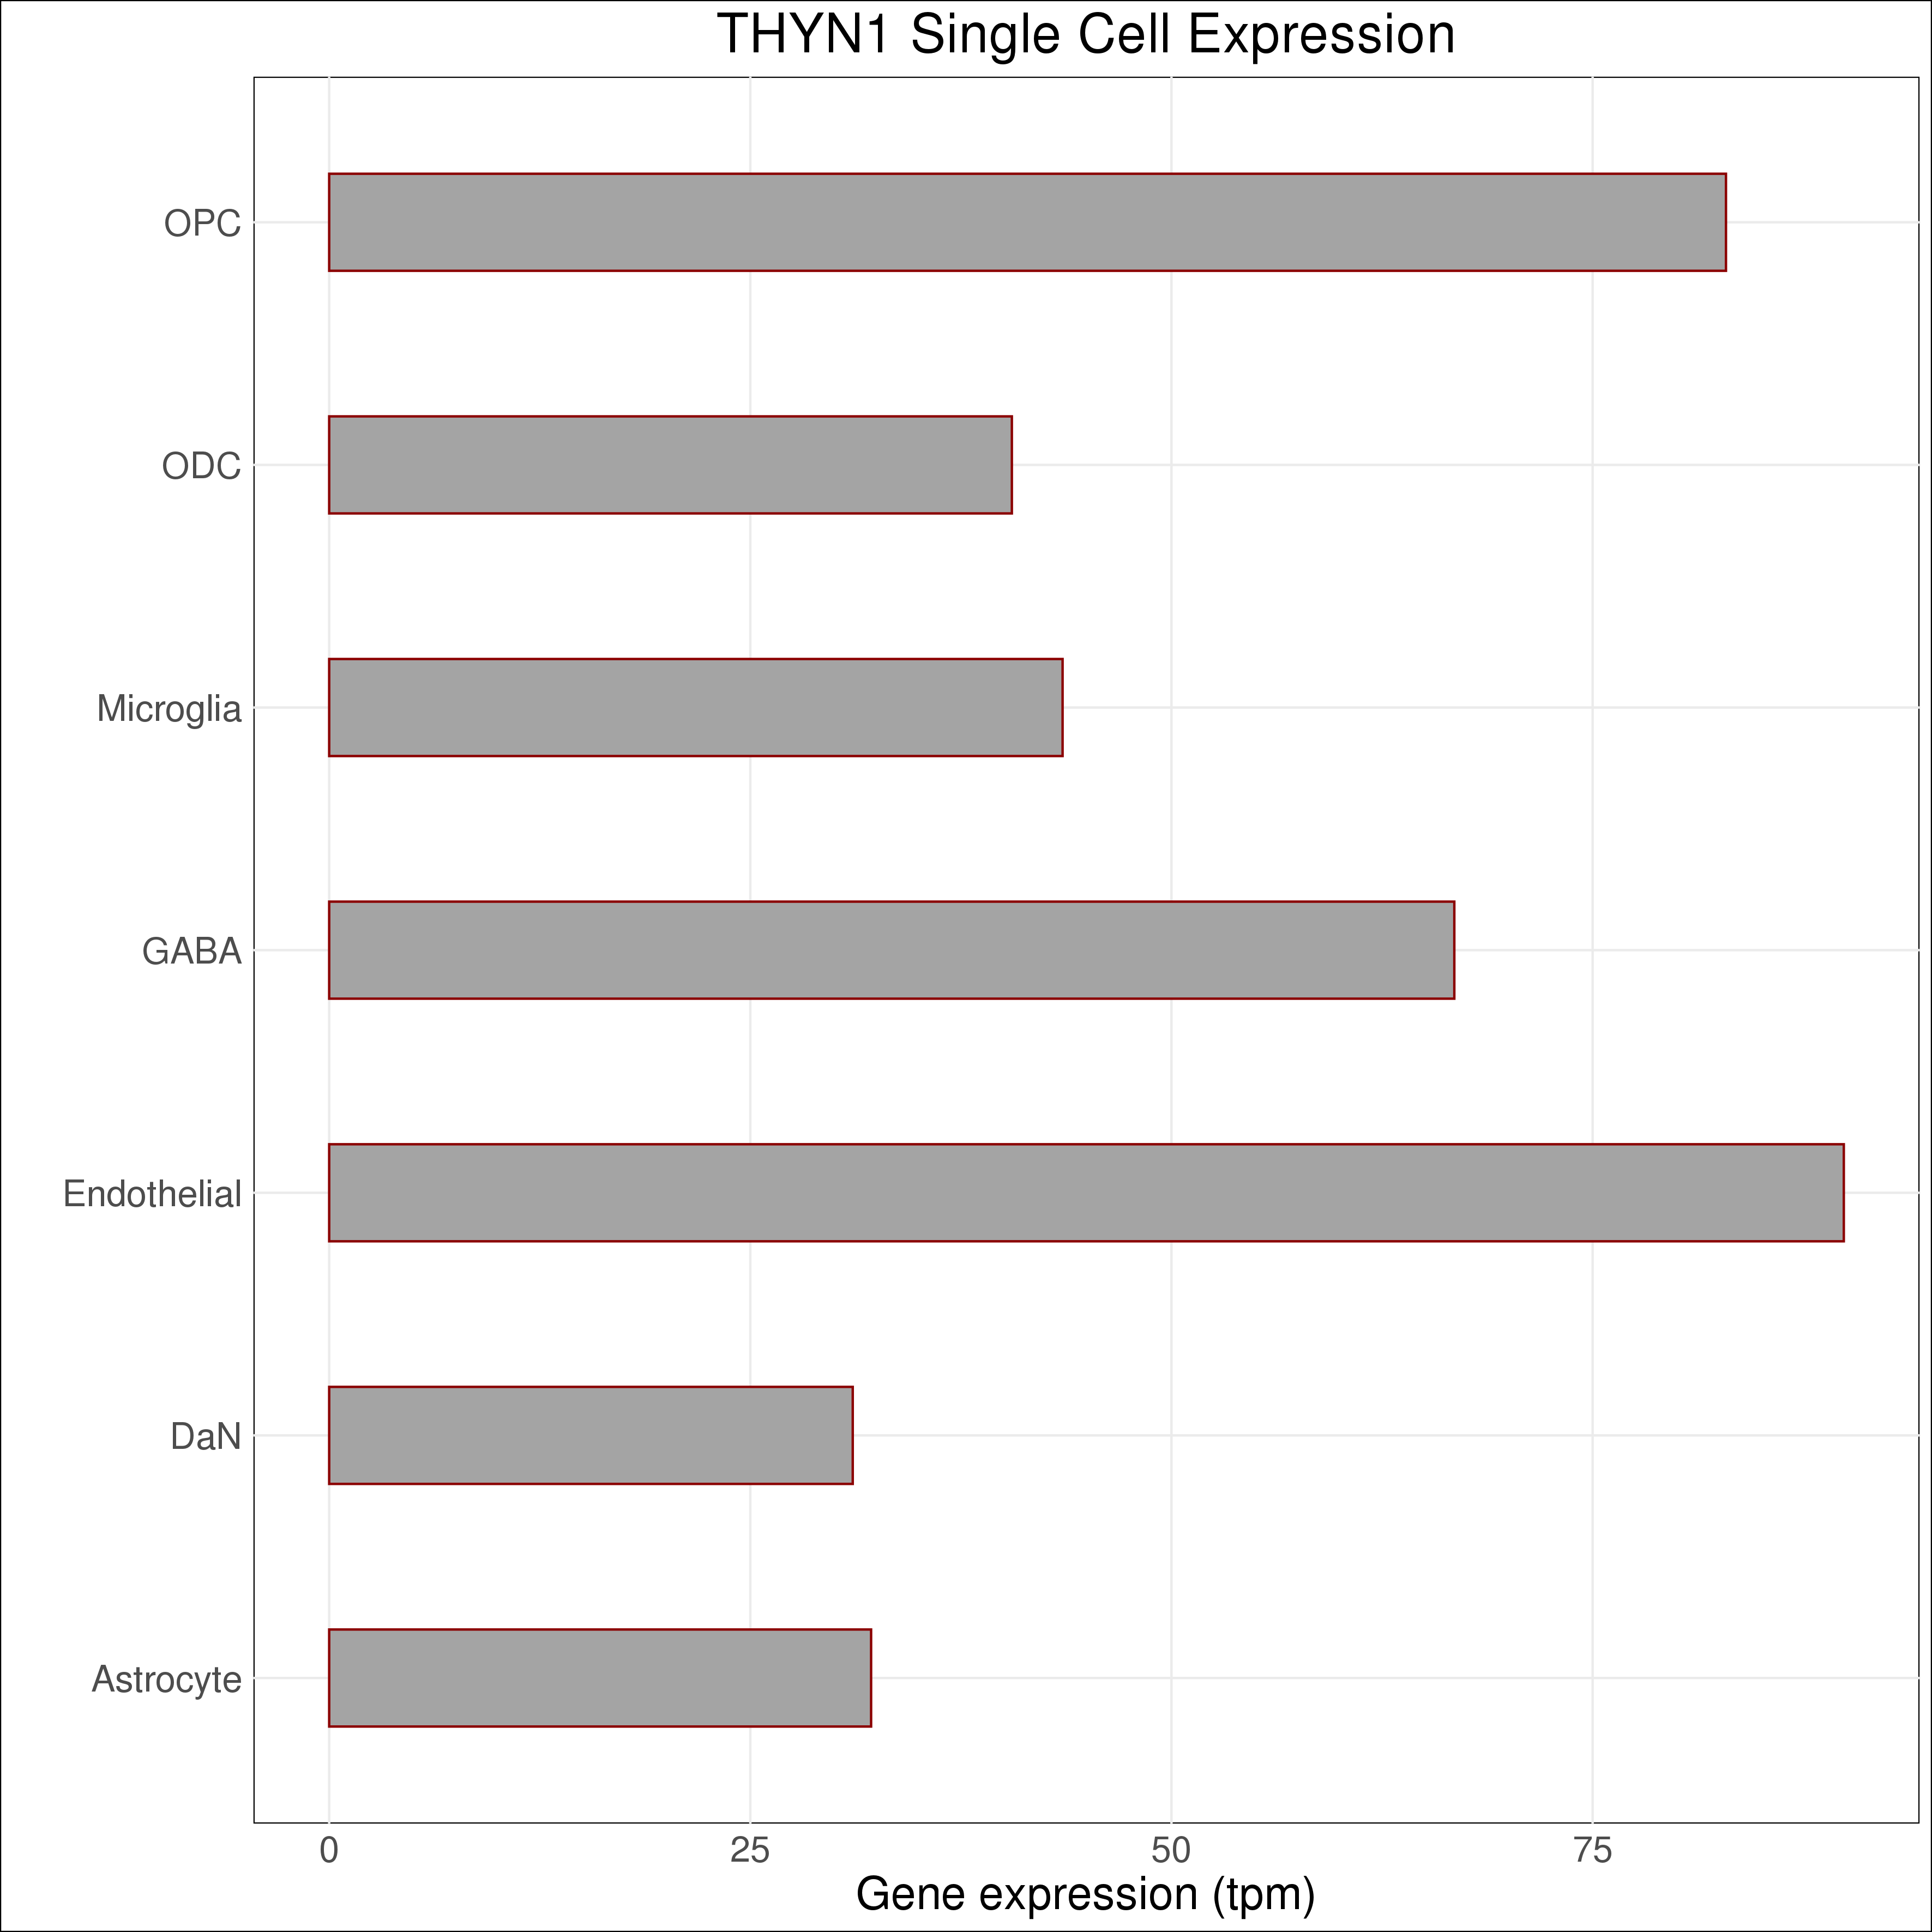 THYN1 Single Cell Expression
OPC
ODC
Microglia
GABA
Endothelial
DaN
Astrocyte
0 25 50 75
Gene expression (tpm)